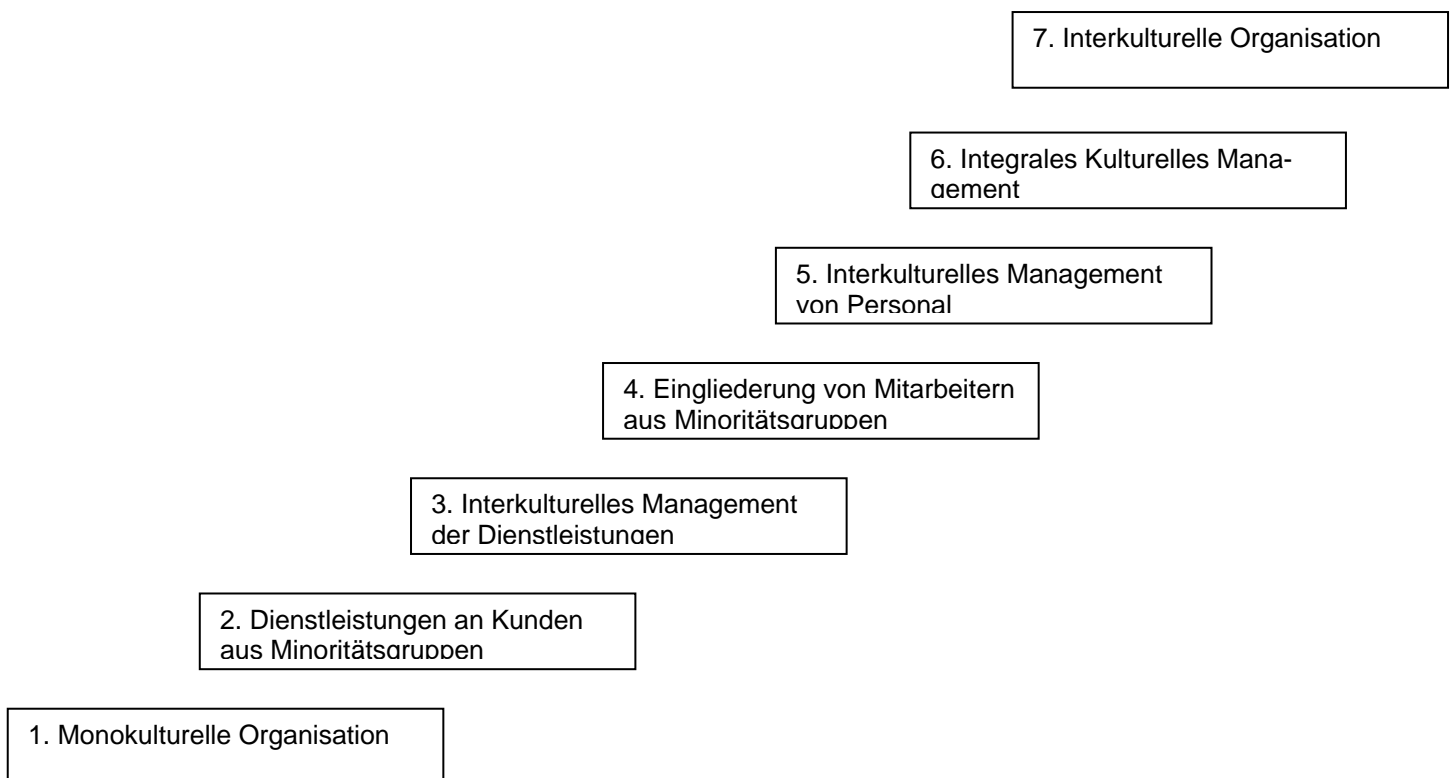 7. Interkulturelle Organisation
6. Integrales Kulturelles Mana-
gement
5. Interkulturelles Management
von Personal
4. Eingliederung von Mitarbeitern
aus Minoritätsgruppen
3. Interkulturelles Management
der Dienstleistungen
2. Dienstleistungen an Kunden
aus Minoritätsgruppen
1. Monokulturelle Organisation